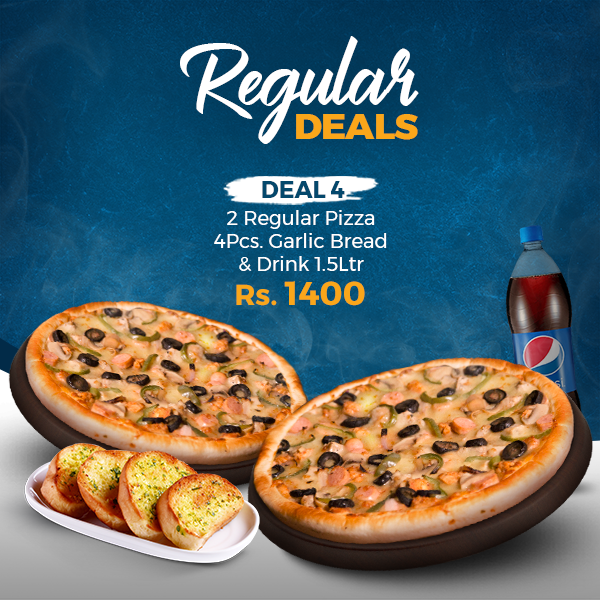 Regular
DEALS
DEAL 4
2 Regular Pizza
4Pcs. Garlic Bread
& Drink 1.5Ltr
Rs. 1400